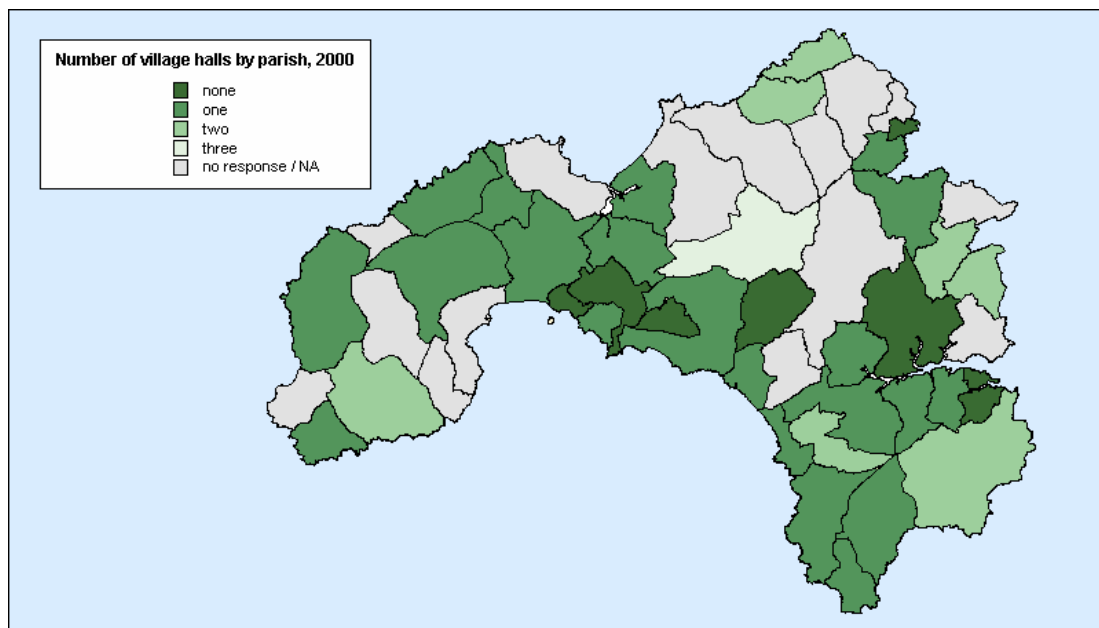 Number of village halls by parish, 2000
none
one
two
three
no response / NA